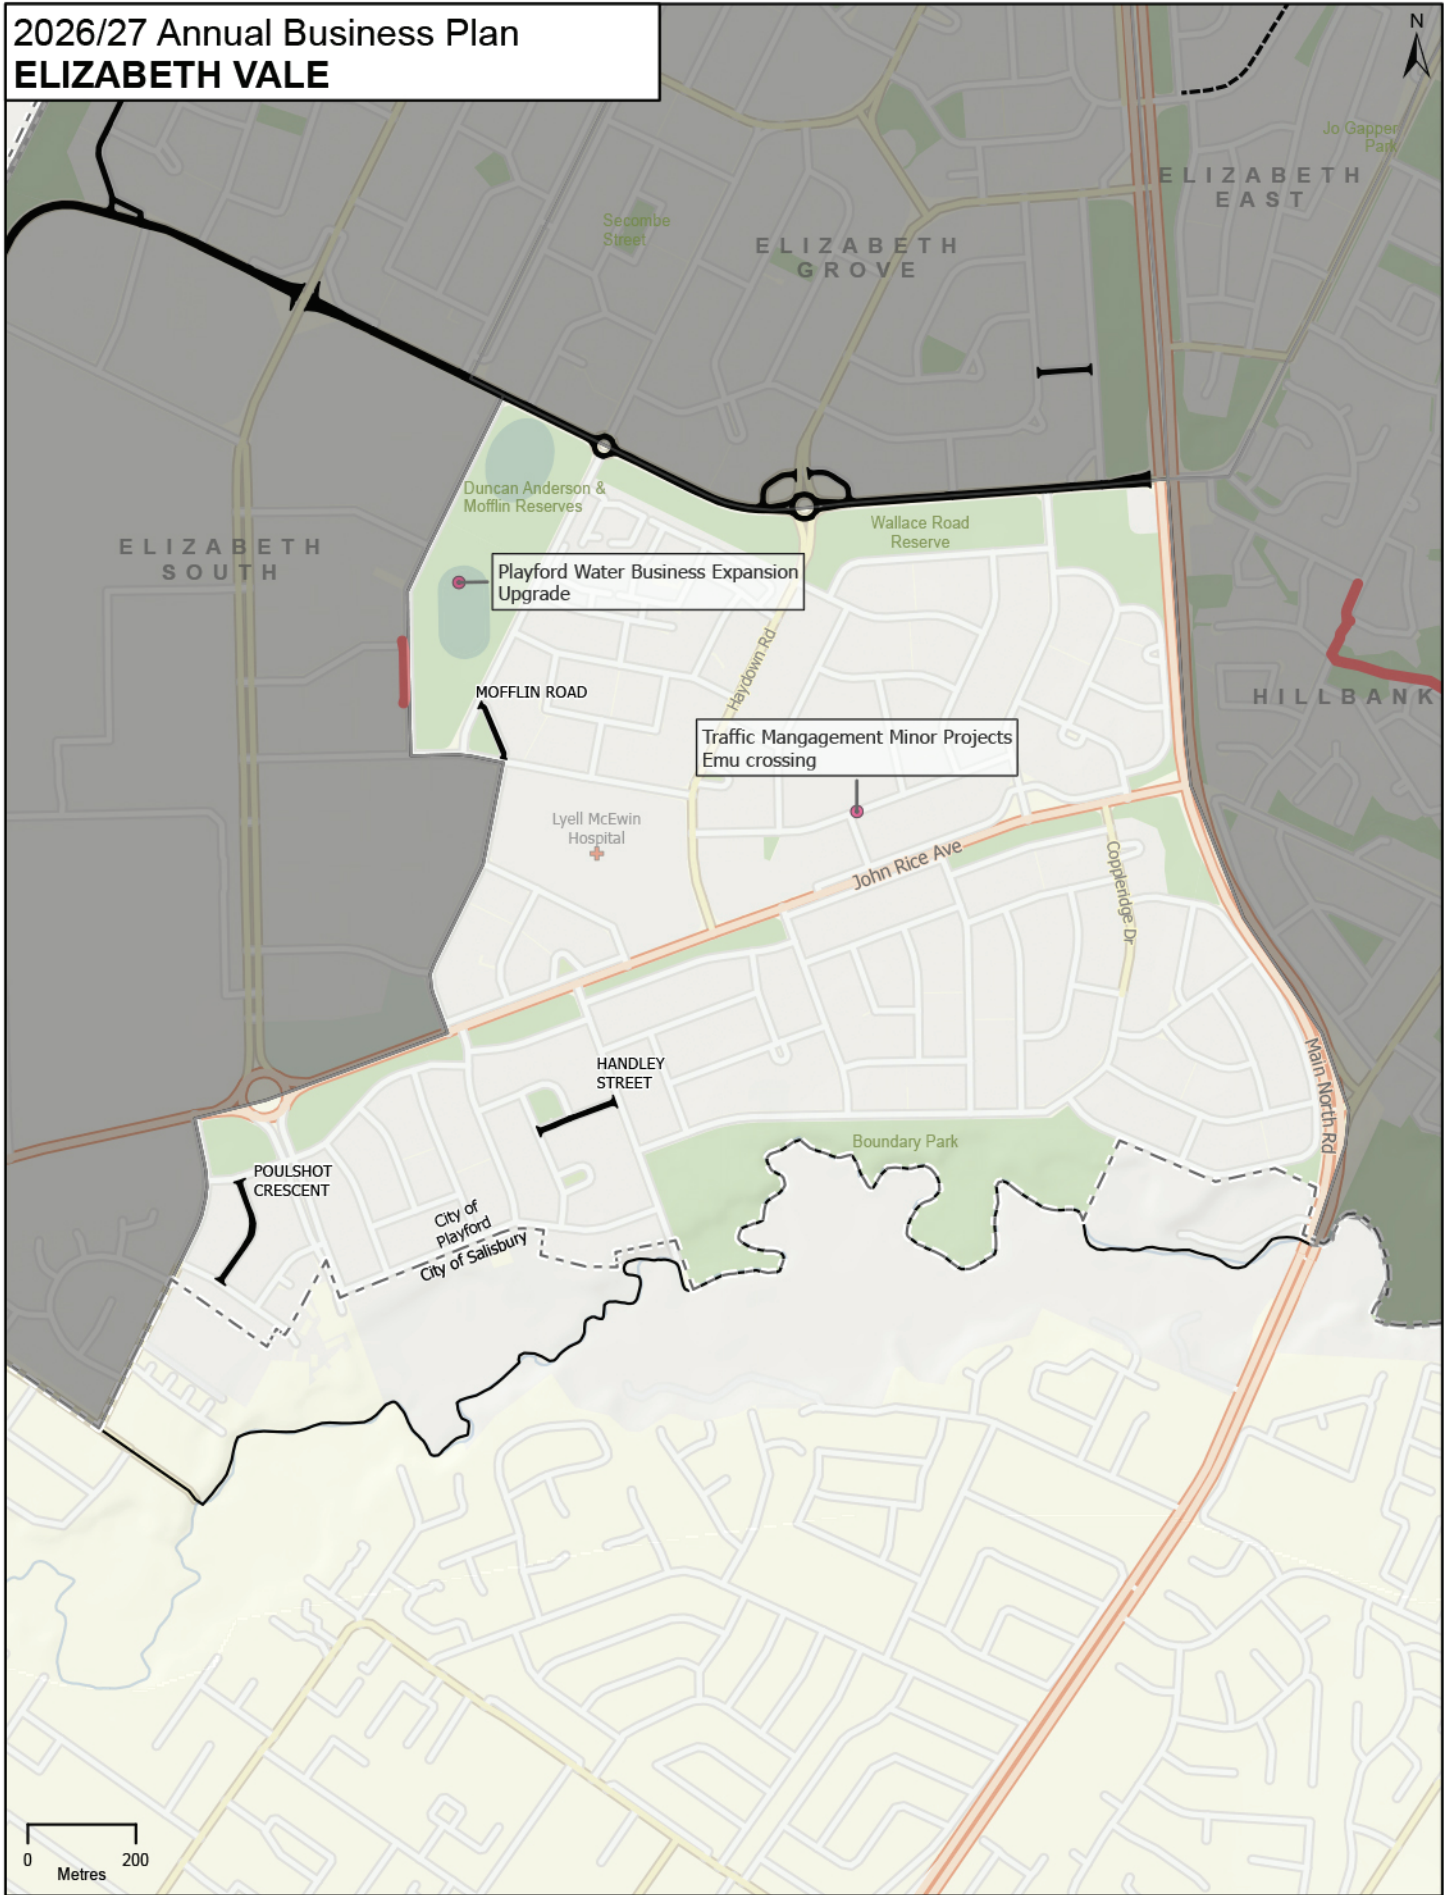 2026/27 Annual Business Plan
ELIZABETH VALE
N
Jo Gapper
Park
ELIZABETH
EAST
Secombe
Street
ELIZABETH
GROVE
Duncan Anderson &
Mofflin Reserves
Wallace Road
Reserve
ELIZABETH
SOUTH
Playford Water Business Expansion
Upgrade
Haydown Rd
MOFFLIN ROAD
HILLBANK
Traffic Mangagement Minor Projects
Emu crossing
Lyell McEwin
Hospital
John Rice Ave
Coppleridge Dr
HANDLEY
STREET
Main North Rd
Boundary Park
POULSHOT
CRESCENT
City of
Playford
City of Salisbury
0 200
Metres